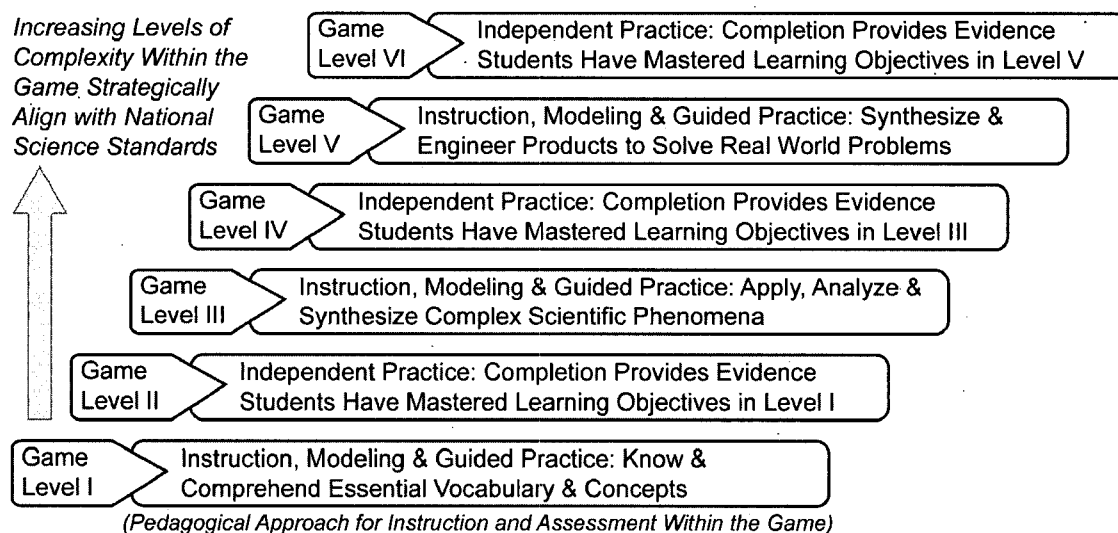 Increasing Levels of
Complexity Within the
Game Strategically
Align with National
Science Standards
Game
Level VI
Independent Practice: Completion Provides Evidence
Students Have Mastered Learning Objectives in Level V
Game
Level V
Instruction, Modeling & Guided Practice: Synthesize &
Engineer Products to Solve Real World Problems
Game
Level IV
Independent Practice: Completion Provides Evidence
Students Have Mastered Learning Objectives in Level III
Game
Level III
Instruction, Modeling & Guided Practice: Apply, Analyze &
Synthesize Complex Scientific Phenomena
Game
Level II
Independent Practice: Completion Provides Evidence
Students Have Mastered Learning Objectives in Level I
Game
Level I
Instruction, Modeling & Guided Practice: Know &
Comprehend Essential Vocabulary & Concepts
(Pedagogical Approach for Instruction and Assessment Within the Game)